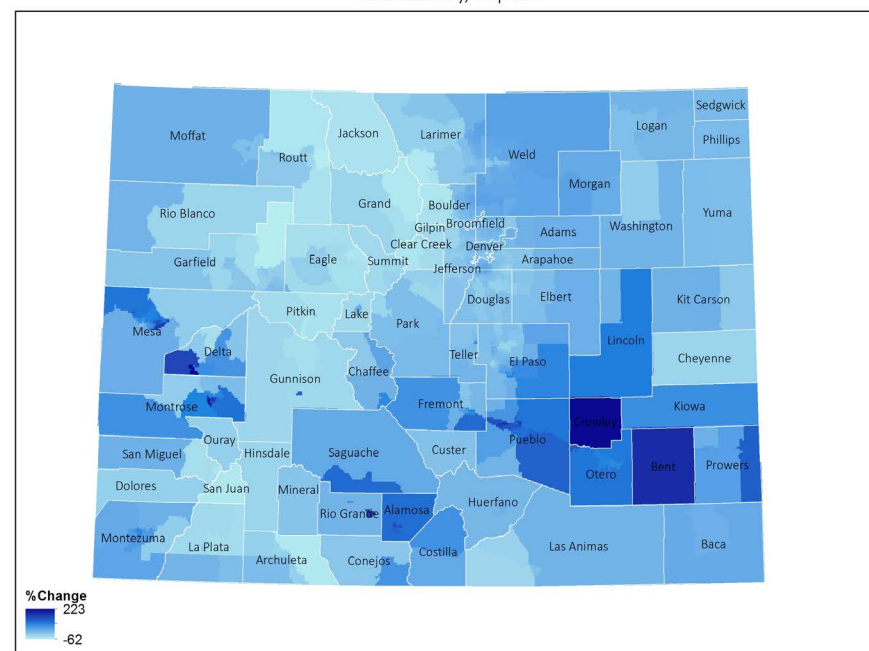 Sedgwick
Moffat
Jackson
Larimer
Logan
Phillips
Routt
Weld
Morgan
Rio Blanco
Grand
Boulder
Yuma
Gilpin
Broomfield
Adams
Washington
Clear Creek
Denver
Garfield
Eagle
Summit
Jefferson
Arapahoe
Pitkin
Lake
Park
Douglas
Elbert
Kit Carson
Mesa
Delta
Teller
El Paso
Lincoln
Cheyenne
Gunnison
Chaffee
Montrose
Fremont
Crowley
Kiowa
Ouray
Pueblo
San Miguel
Hinsdale
Saguache
Custer
Otero
Bent
Prowers
Dolores
San Juan
Mineral
Rio Grande
Alamosa
Huerfano
Montezuma
La Plata
Archuleta
Conejos
Costilla
Las Animas
Baca
%Change
223
-62